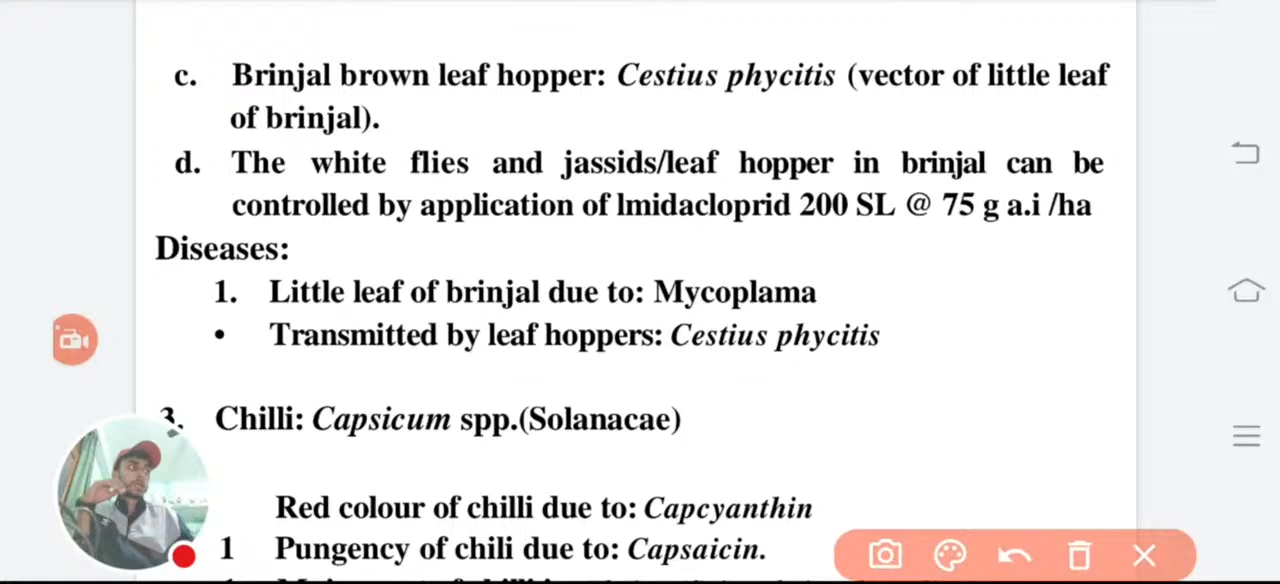 c. Brinjal brown leaf hopper: Cestius phycitis (vector of little leaf
of brinjal).
d. The white flies and jassids/leaf hopper in brinjal can be
controlled by application of Imidacloprid 200 SL @ 75 g a.i /ha
Diseases:
1. Little leaf of brinjal due to: Mycoplama
• Transmitted by leaf hoppers: Cestius phycitis
3. Chilli: Capsicum spp.(Solanacae)
Red colour of chilli due to: Capcyanthin
1 Pungency of chili due to: Capsaicin.